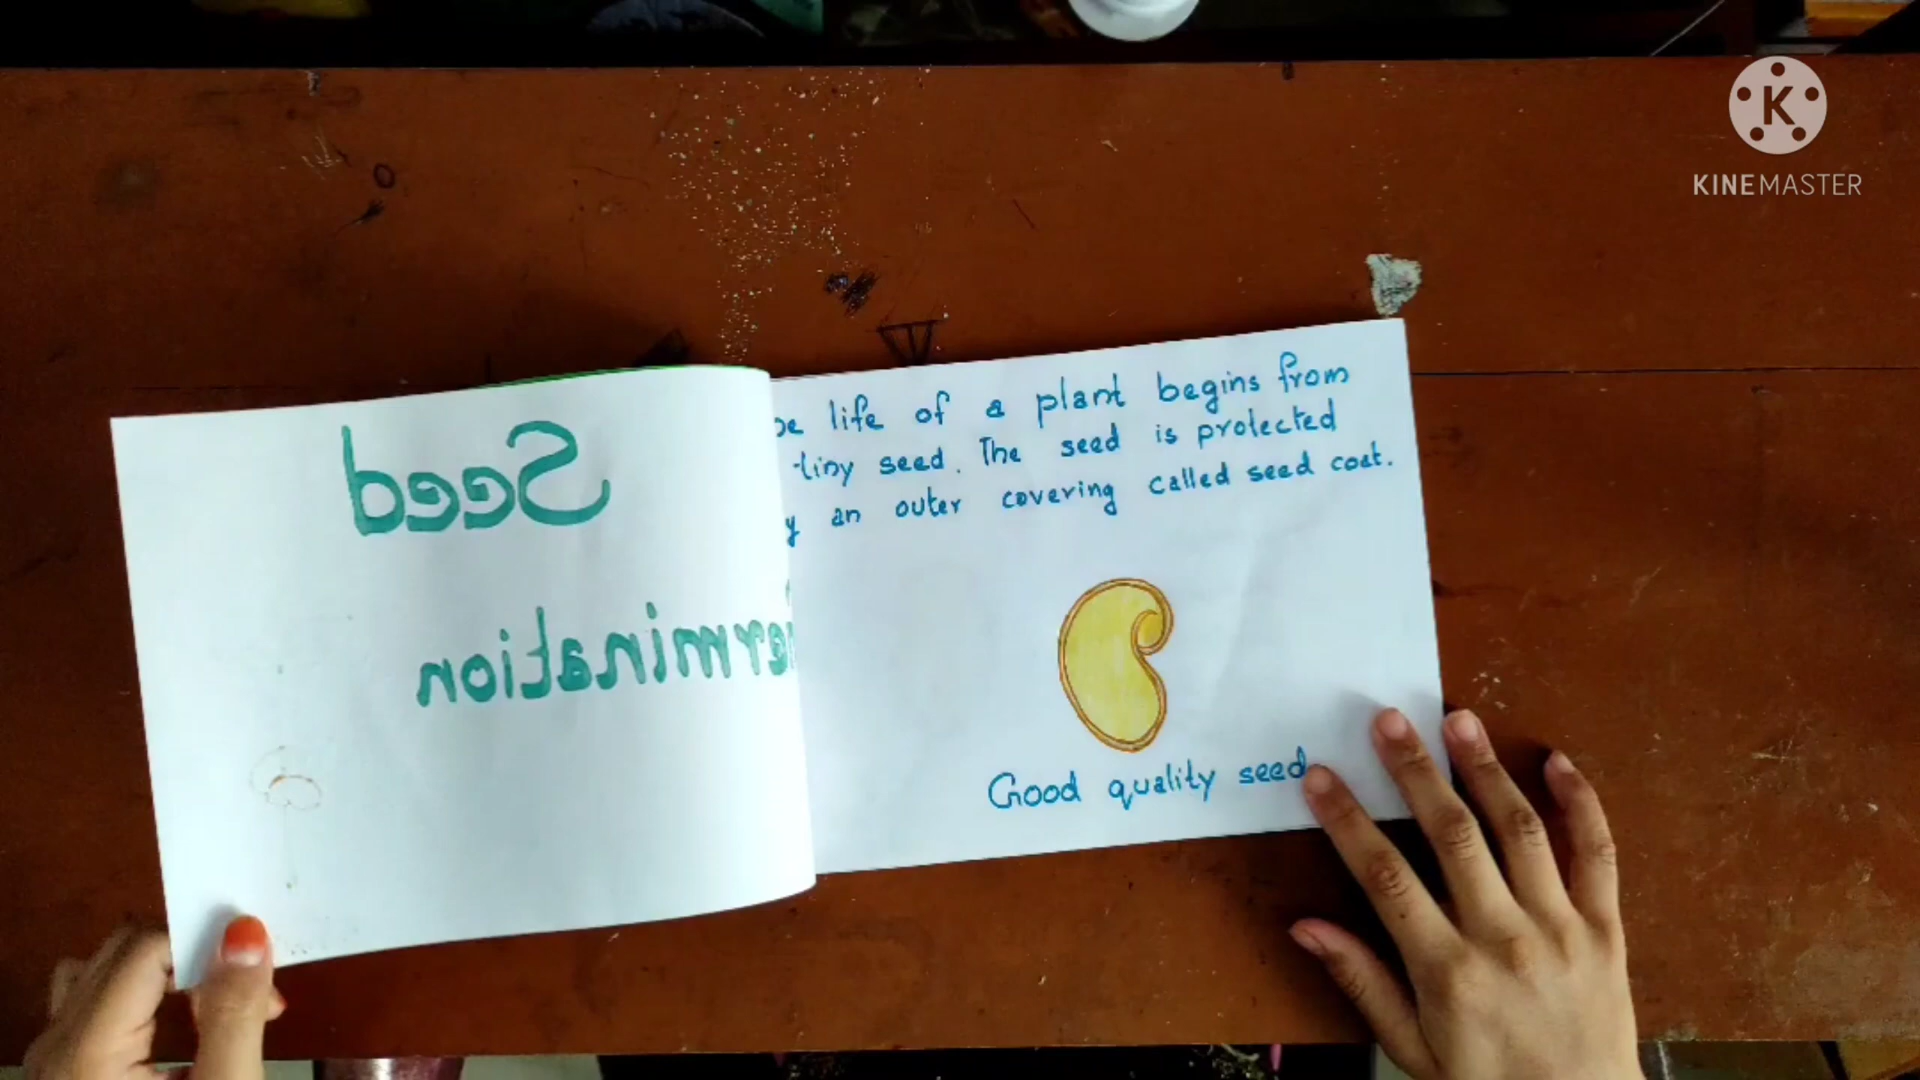 Seed
ermination
life of a plant begins from
tiny seed. The seed is protected
y an outer covering called seed coat.
Good quality seed
KINEMASTER